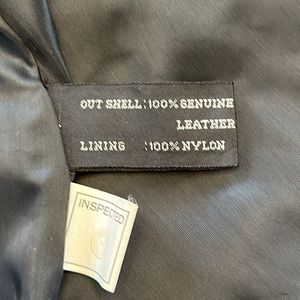 OUT SHELL:100% GENUINE
LEATHER
LINING :100% NYLON
INSPECTED